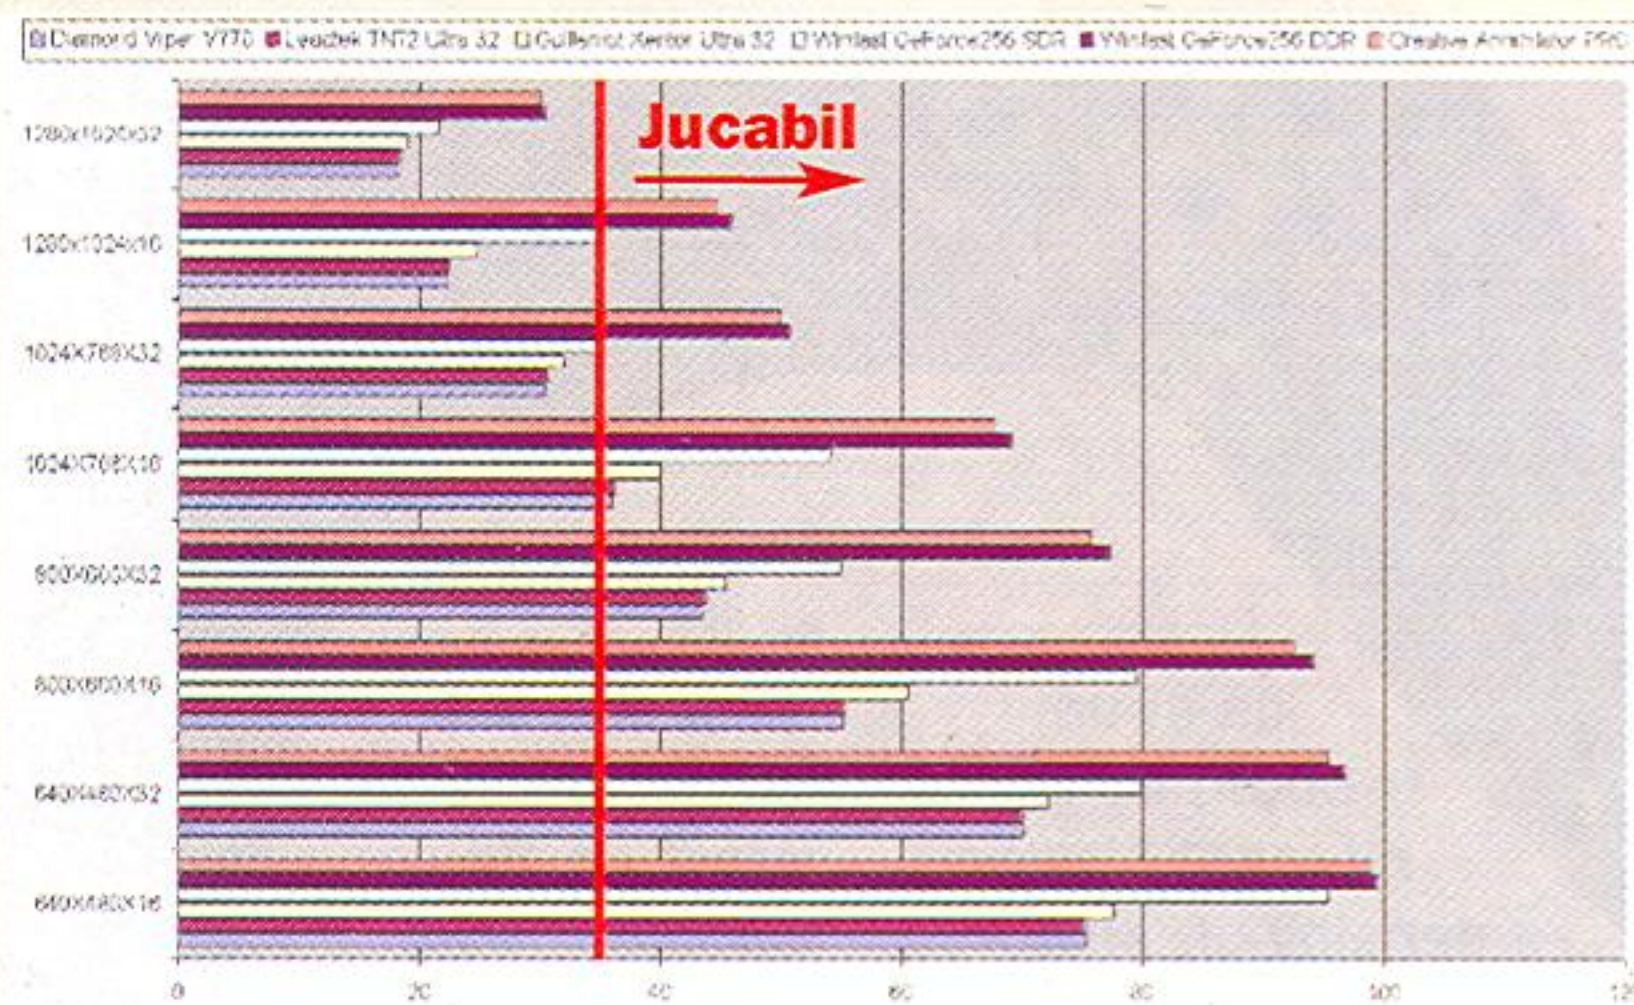 Diamond Viper V770 Leadtek TNT2 Ultra 32 Guillemot Xentor Ultra 32 Winfast GeForce256 SDR Winfast GeForce256 DDR Creative Annihilator PRO
Jucabil
1280x1024x32
1280x1024x16
1024X768X32
1024X768X16
800X600X32
800X600X16
640X480X32
640X480X16
0 20 40 60 80 100